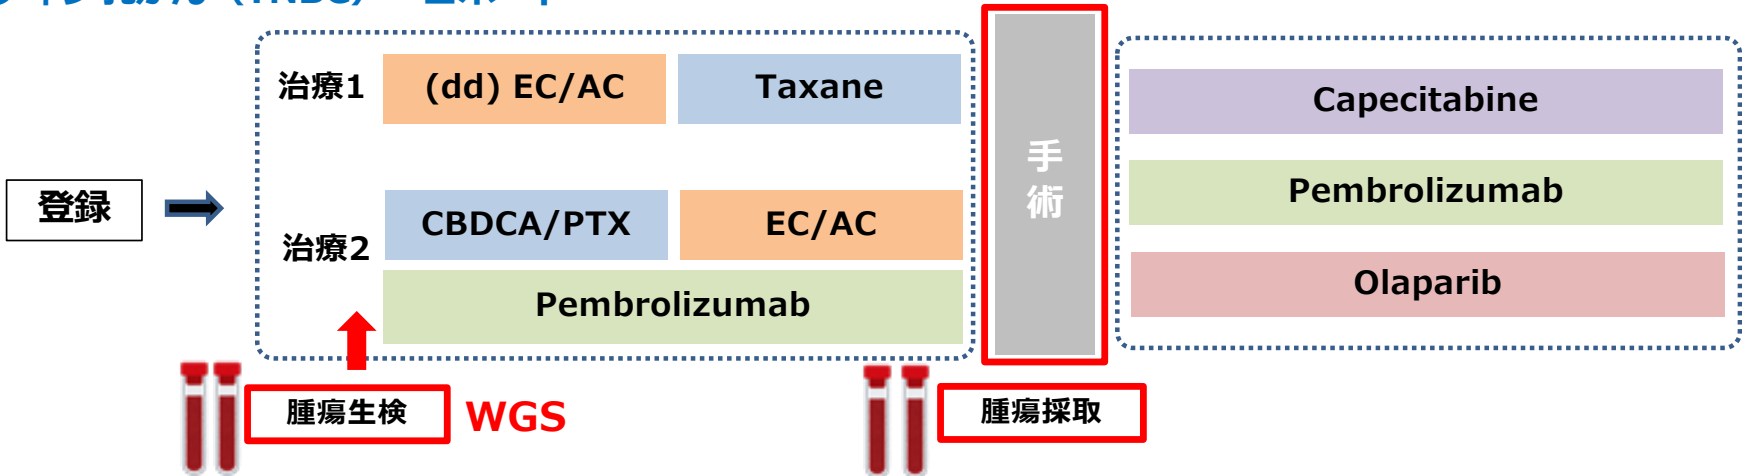 (TNBC)
治療1
(dd) EC/AC
Taxane
手術
Capecitabine
登録
治療2
CBDCA/PTX
EC/AC
Pembrolizumab
Pembrolizumab
Olaparib
腫瘍生検
WGS
腫瘍採取